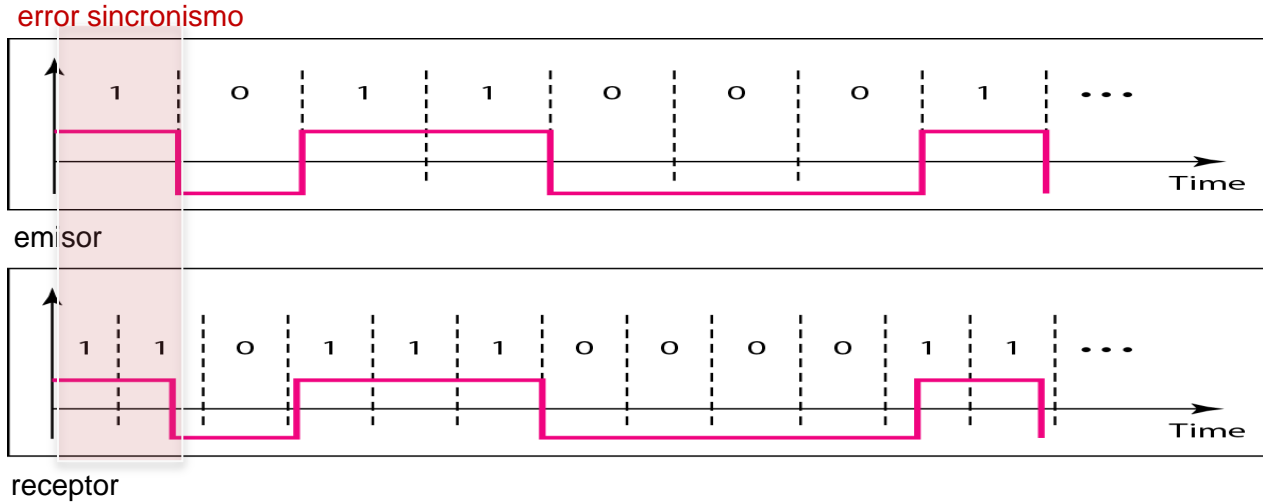 error sincronismo
1 0 1 1 0 0 0 1 •••
Time
emisor
1 1 0 1 1 1 0 0 0 0 1 1 •••
Time
receptor